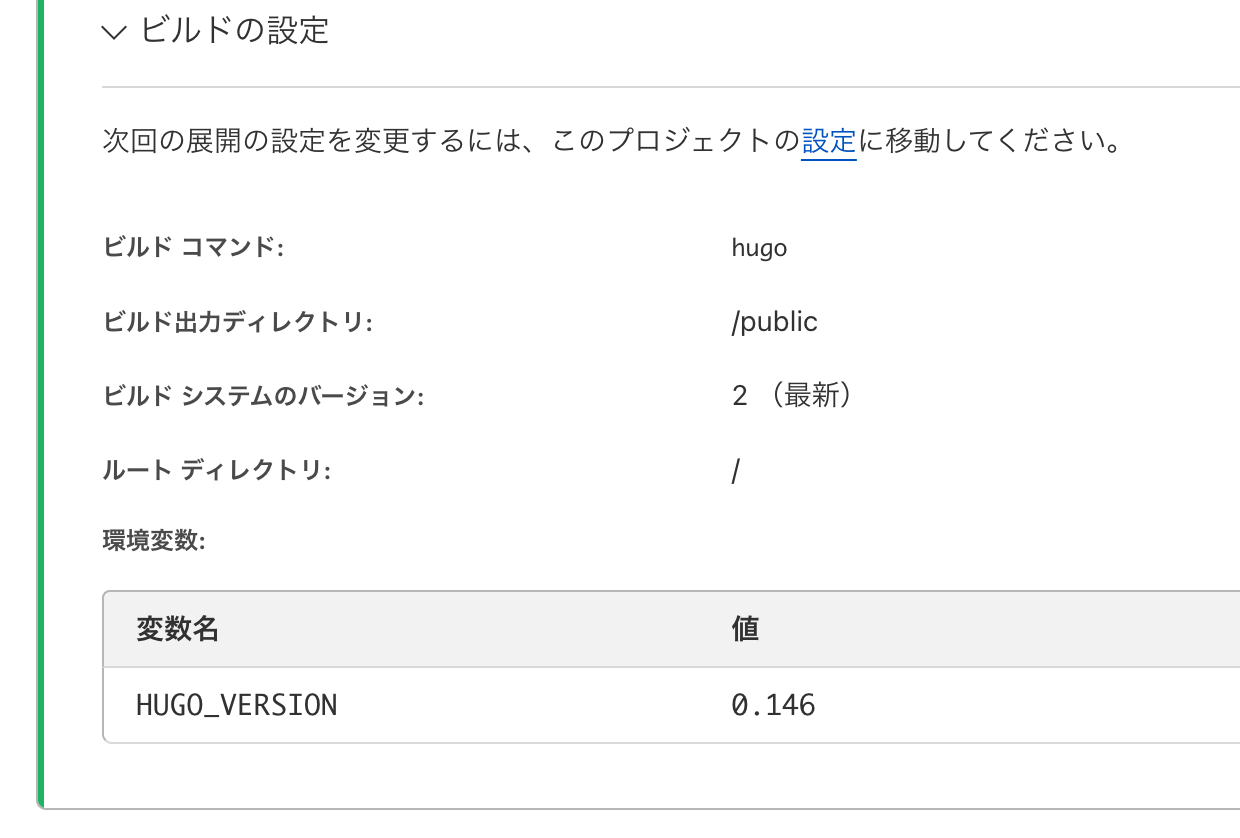 ビルドの設定
次回の展開の設定を変更するには、このプロジェクトの設定に移動してください。
ビルド コマンド: hugo
ビルド出力ディレクトリ: /public
ビルド システムのバージョン: 2 （最新）
ルート ディレクトリ: /
環境変数:
変数名 値
HUGO_VERSION 0.146